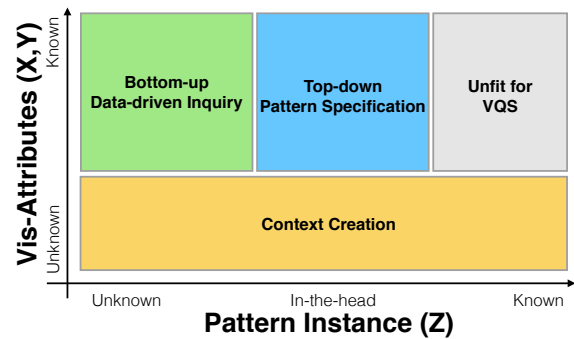 Vis-Attributes (X,Y)
Known
Unknown
Bottom-up
Data-driven Inquiry
Top-down
Pattern Specification
Unfit for
VQS
Context Creation
Unknown
In-the-head
Known
Pattern Instance (Z)